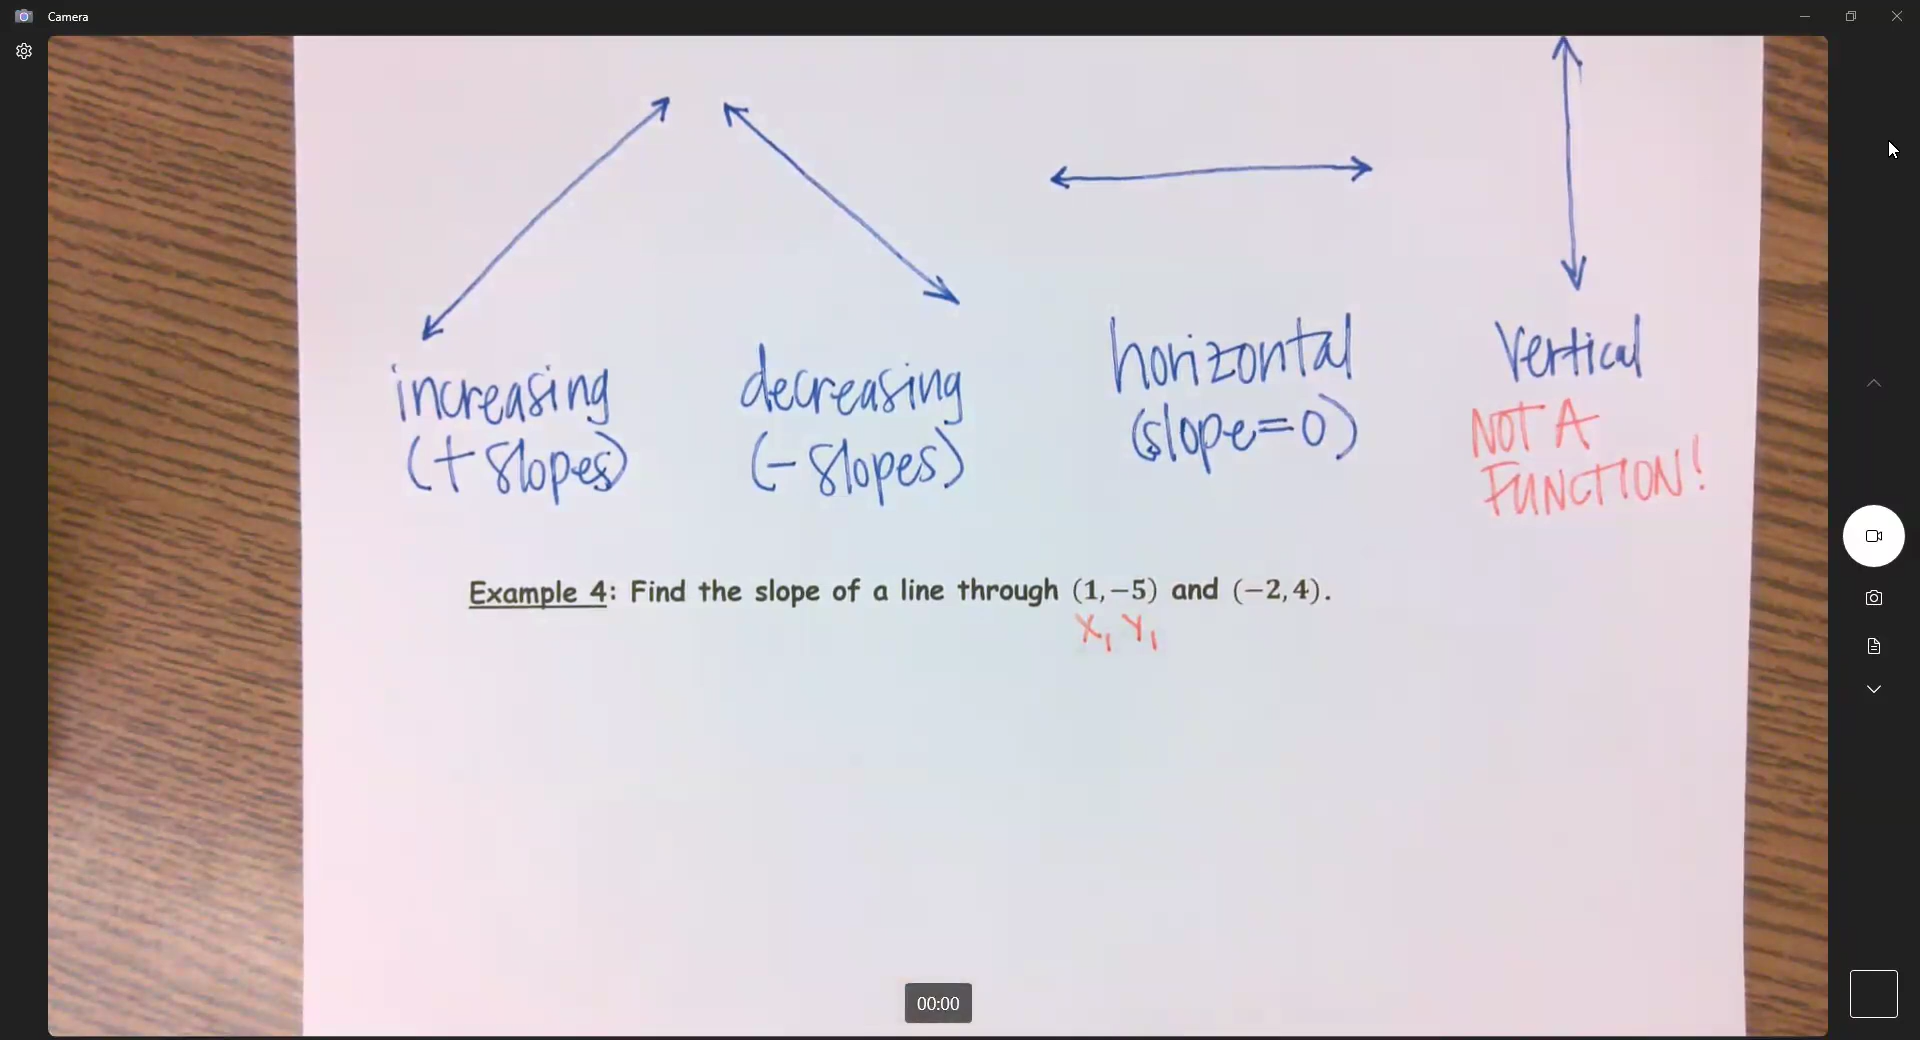 Camera
increasing
(+ slopes)
decreasing
(- slopes)
horizontal
(slope=0)
Vertical
NOT A
FUNCTION!
Example 4: Find the slope of a line through (1,−5) and (−2,4).
X₁ Y₁
00:00